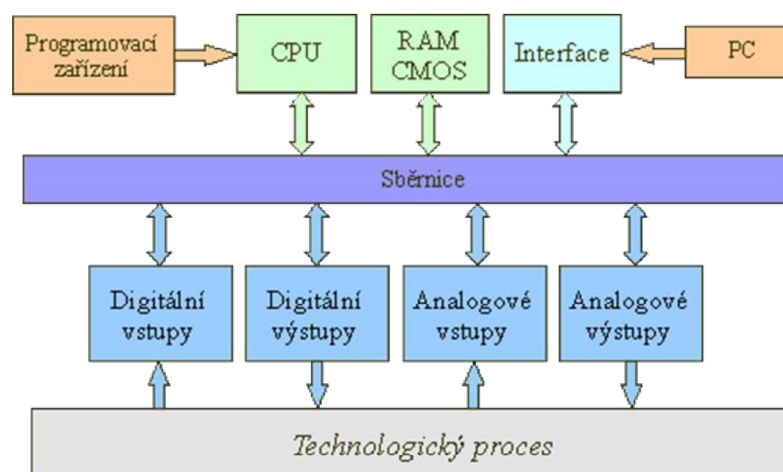 Programovací
zařízení
CPU
RAM
CMOS
Interface
PC
Sběrnice
Digitální
vstupy
Digitální
výstupy
Analogové
vstupy
Analogové
výstupy
Technologický proces